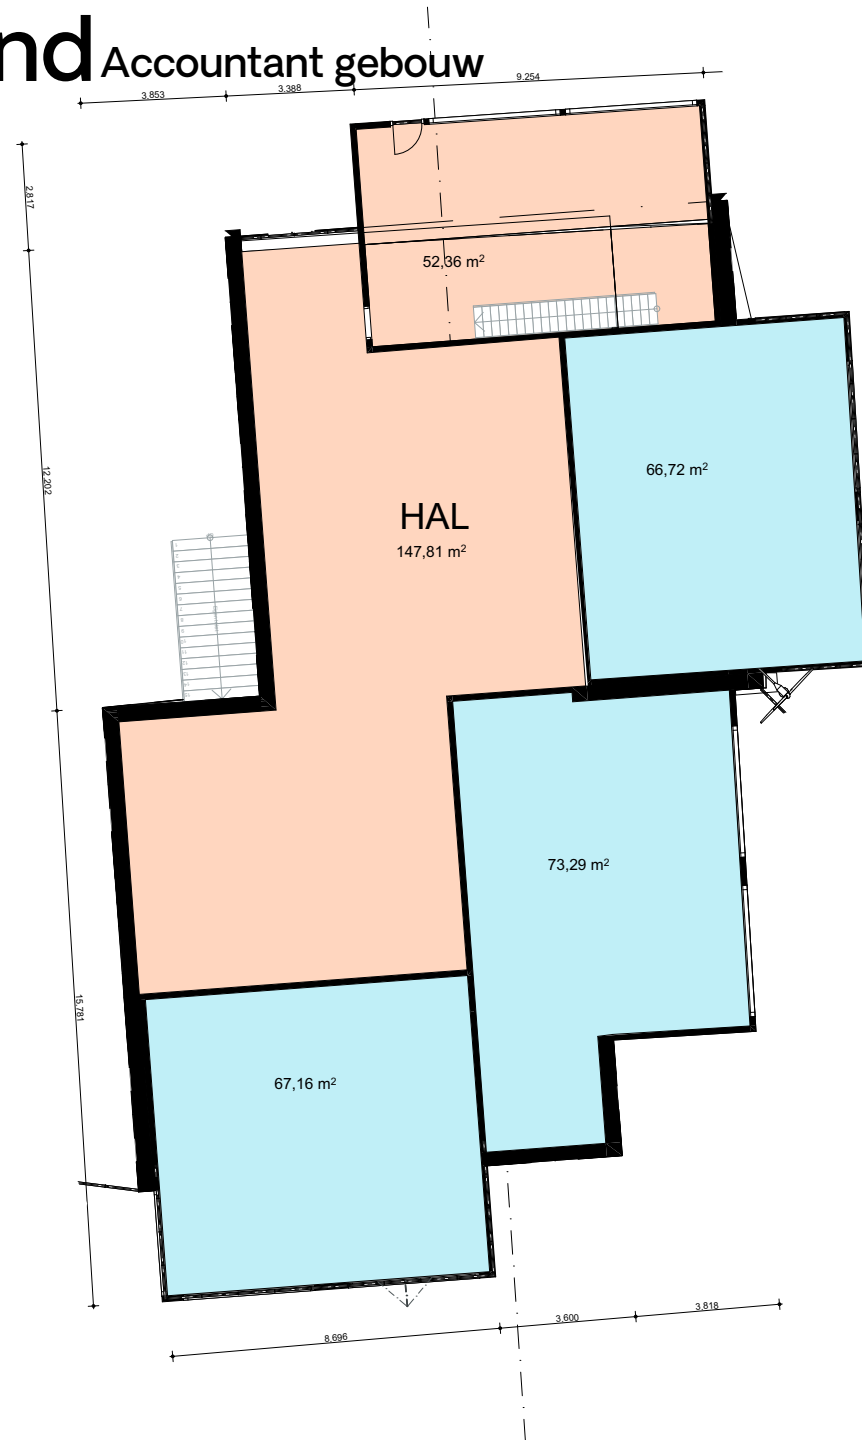 nd Accountant gebouw
3.853
3.388
9.254
2.817
52,36 m²
12.202
66,72 m²
HAL
147,81 m²
73,29 m²
15.781
67,16 m²
8.696
3.600
3.818